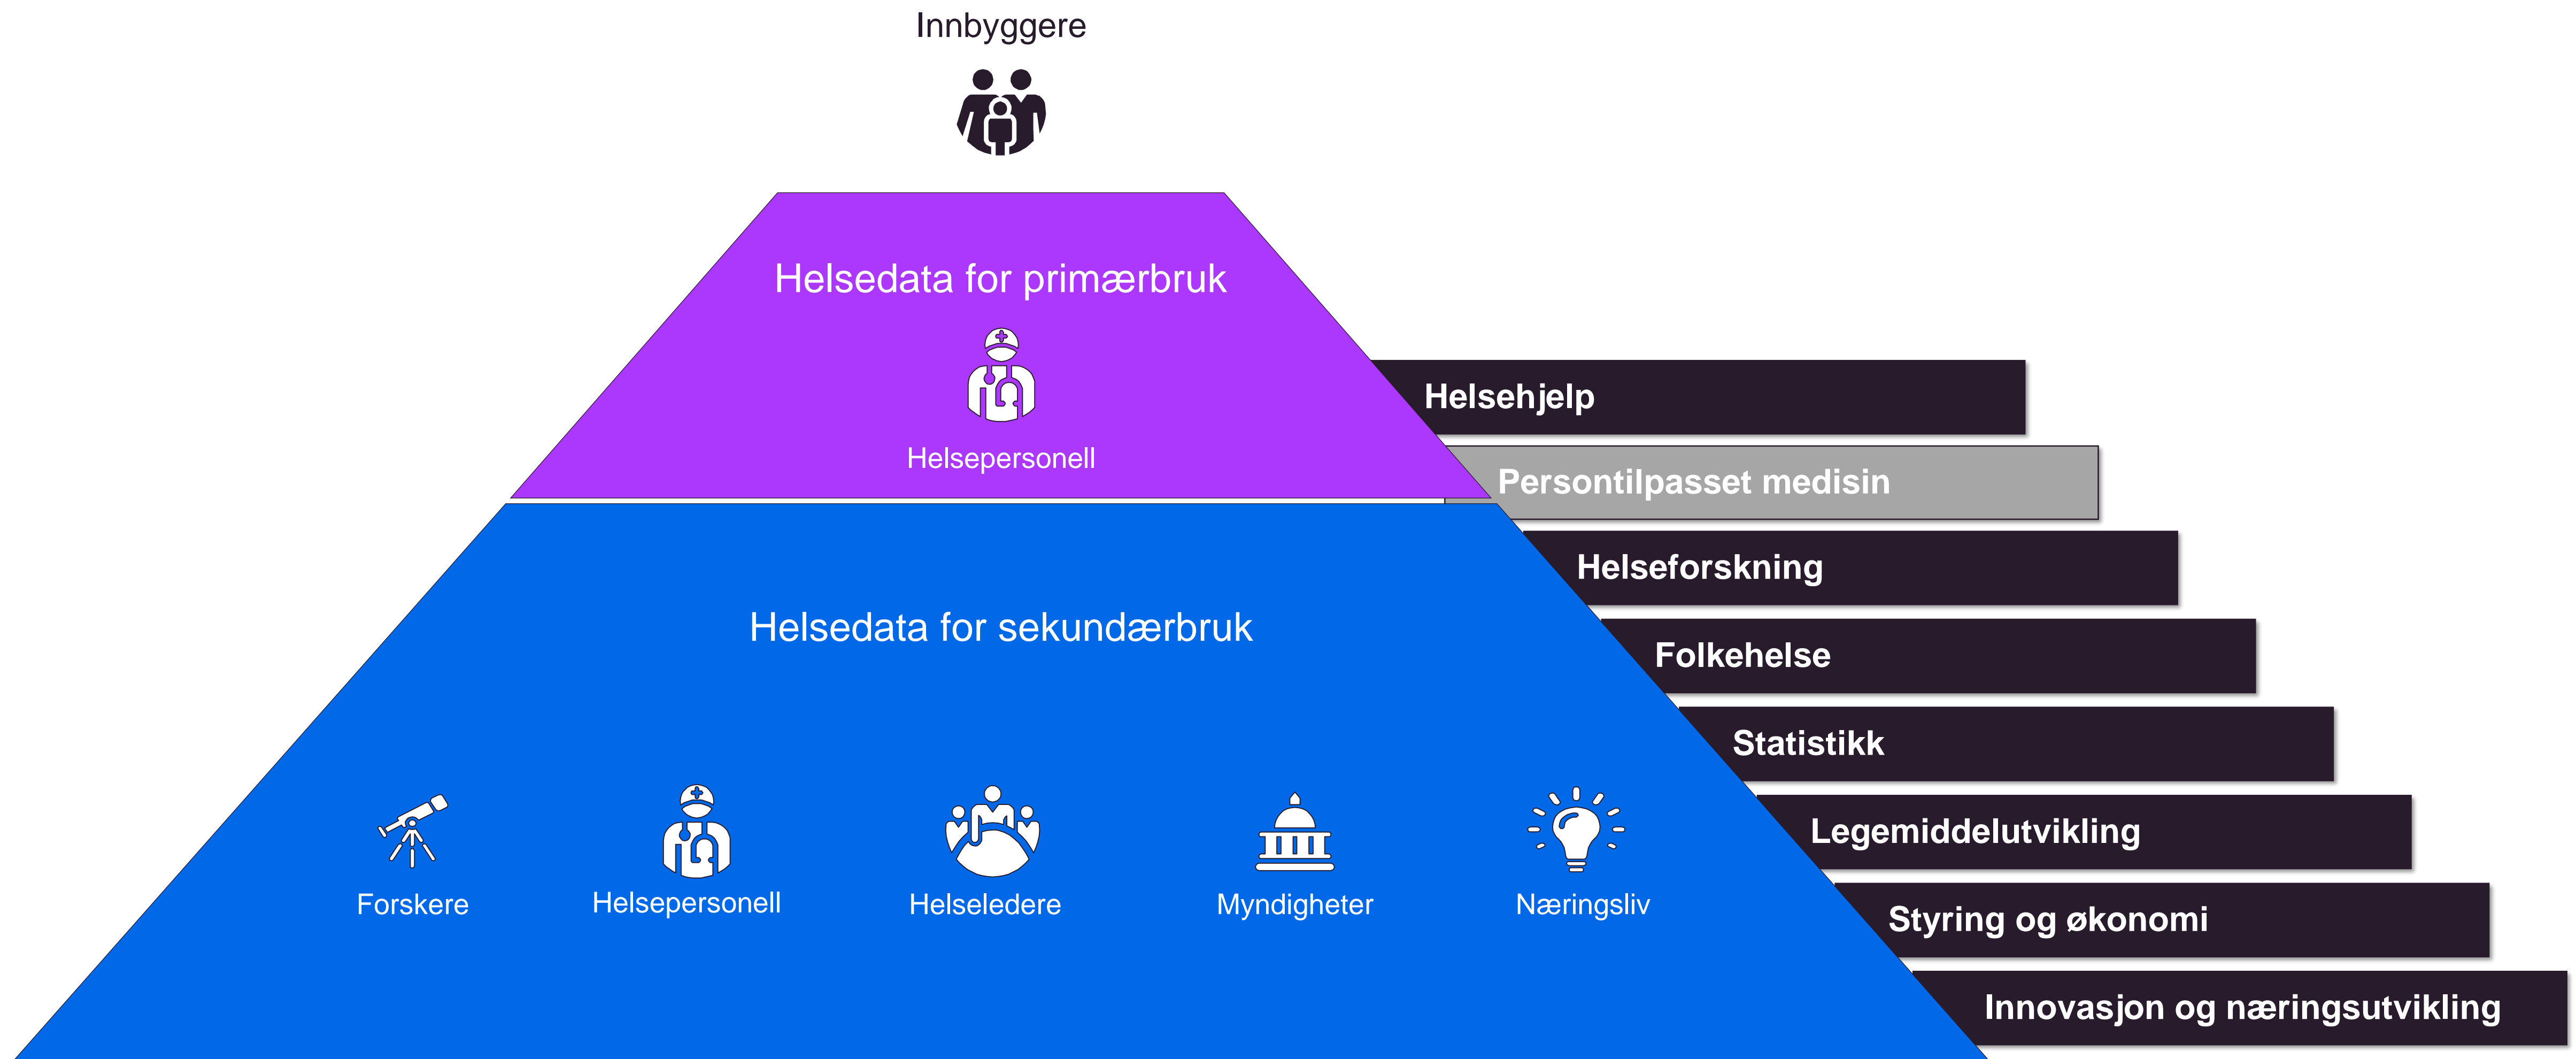 Innbyggere
Helsedata for primærbruk
Helsepersonell
Helsehjelp
Persontilpasset medisin
Helseforskning
Helsedata for sekundærbruk
Folkehelse
Statistikk
Legemiddelutvikling
Forskere
Helsepersonell
Helseledere
Myndigheter
Næringsliv
Styring og økonomi
Innovasjon og næringsutvikling